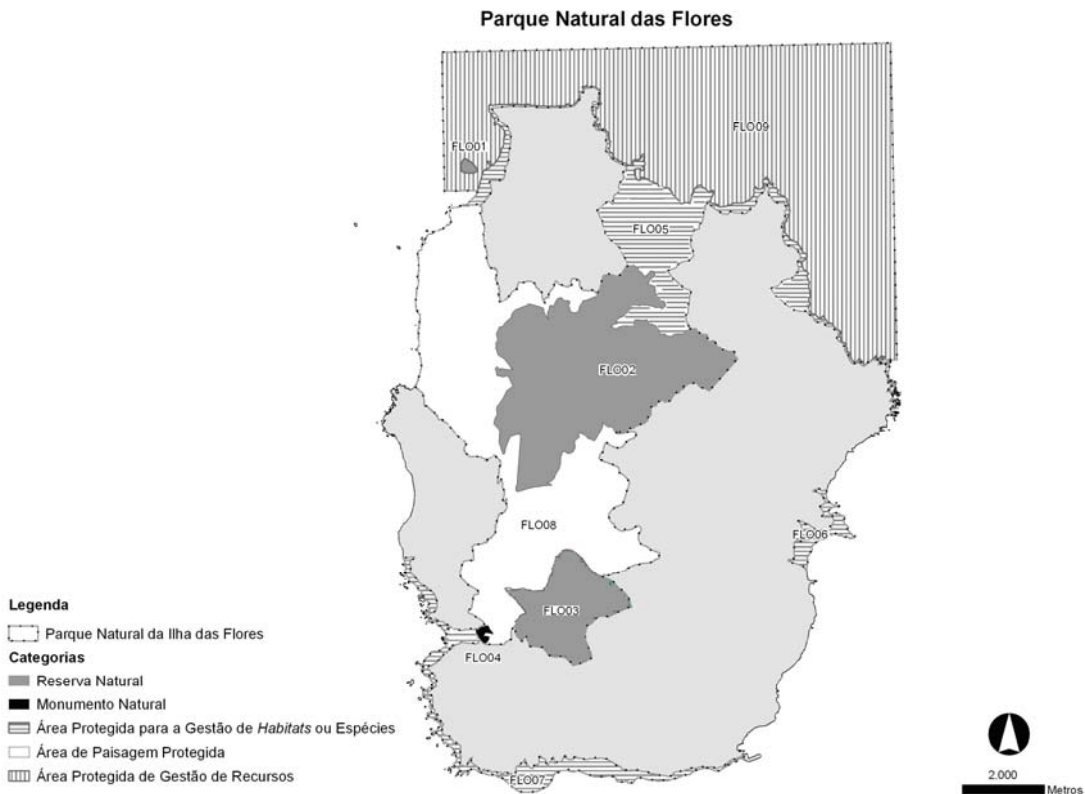 Parque Natural das Flores
FLO01
FLO09
FLO05
FLO02
FLO08
FLO06
FLO03
FLO04
FLO07
Legenda
Parque Natural da Ilha das Flores
Categorias
Reserva Natural
Monumento Natural
Área Protegida para a Gestão de Habitats ou Espécies
Área de Paisagem Protegida
Área Protegida de Gestão de Recursos
2.000
Metros